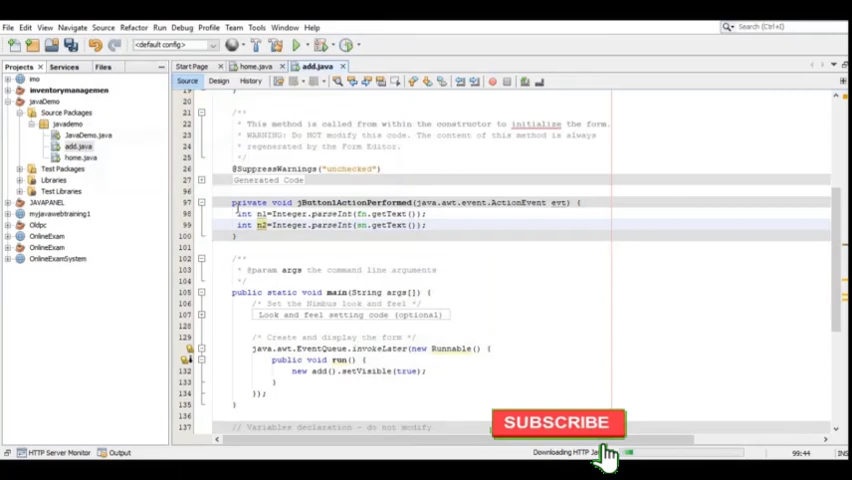 File Edit View Navigate Source Refactor Run Debug Profile Team Tools Window Help
Search (Ctrl+I)
<default config>
Projects Services Files
Start Page home.java add.java
Source Design History
imo
inventorymanagemen
javaDemo
Source Packages
javademo
JavaDemo.java
add.java
home.java
Test Packages
Libraries
Test Libraries
JAVAPANEL
myjavawebtraining1
Oldpc
OnlineExam
OnlineExam
OnlineExamSystem
19 }
20
21 /**
22 * This method is called from within the constructor to initialize the form.
23 * WARNING: Do NOT modify this code. The content of this method is always
24 * regenerated by the Form Editor.
25 */
26 @SuppressWarnings("unchecked")
27 Generated Code
96
97 private void jButton1ActionPerformed(java.awt.event.ActionEvent evt) {
98 int n1=Integer.parseInt(fn.getText());
99 int n2=Integer.parseInt(sn.getText());
100 }
101
102 /**
103 * @param args the command line arguments
104 */
105 public static void main(String args[]) {
106 /* Set the Nimbus look and feel */
107 Look and feel setting code (optional)
128
129 /* Create and display the form */
java.awt.EventQueue.invokeLater(new Runnable() {
public void run() {
132 new add().setVisible(true);
133 }
134 });
135 }
136
137 // Variables declaration - do not modify
SUBSCRIBE
HTTP Server Monitor Output
Downloading HTTP
99:44 INS